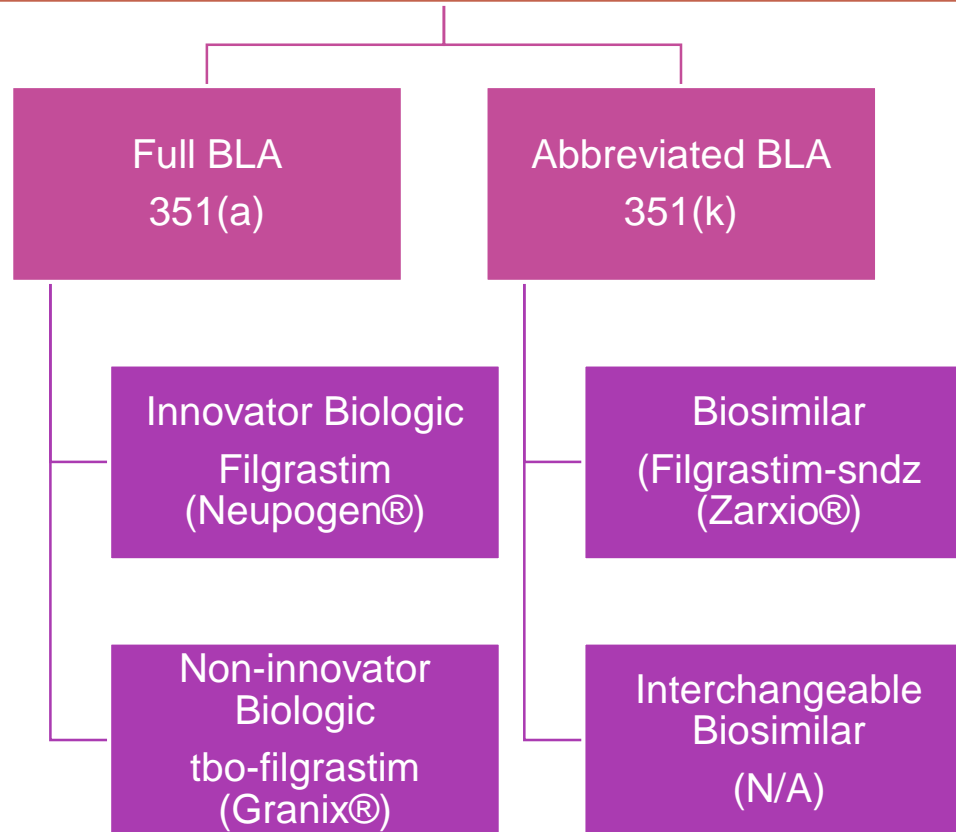 Full BLA
351(a)
Abbreviated BLA
351(k)
Innovator Biologic
Filgrastim
(Neupogen®)
Biosimilar
(Filgrastim-sndz
(Zarxio®)
Non-innovator
Biologic
tbo-filgrastim
(Granix®)
Interchangeable
Biosimilar
(N/A)